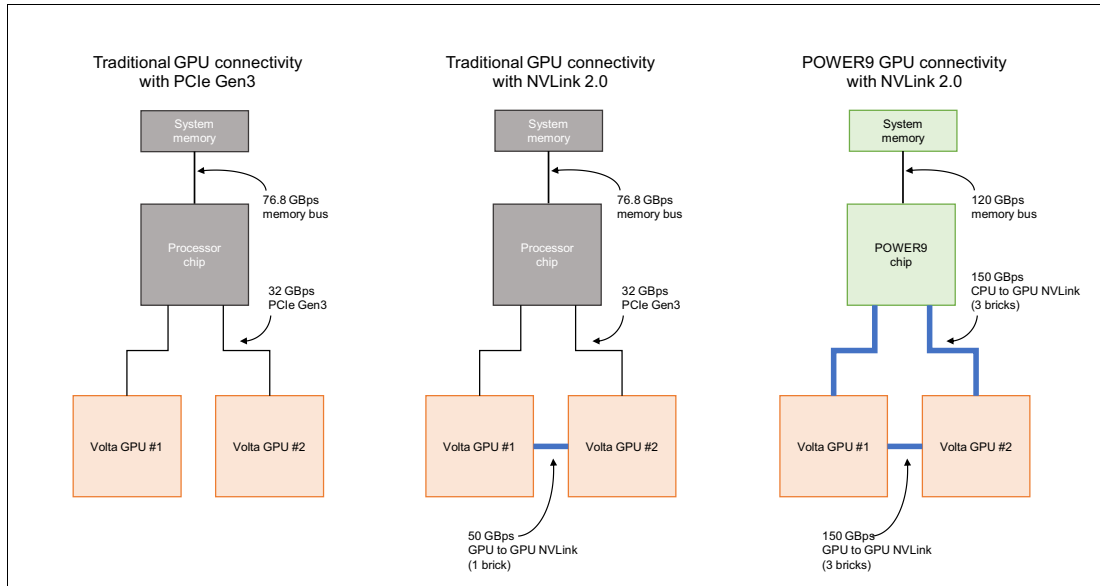 Traditional GPU connectivity
with PCIe Gen3
System
memory
76.8 GBps
memory bus
Processor
chip
32 GBps
PCIe Gen3
Volta GPU #1
Volta GPU #2
Traditional GPU connectivity
with NVLink 2.0
System
memory
76.8 GBps
memory bus
Processor
chip
32 GBps
PCIe Gen3
Volta GPU #1
Volta GPU #2
50 GBps
GPU to GPU NVLink
(1 brick)
POWER9 GPU connectivity
with NVLink 2.0
System
memory
120 GBps
memory bus
POWER9
chip
150 GBps
CPU to GPU NVLink
(3 bricks)
Volta GPU #1
Volta GPU #2
150 GBps
GPU to GPU NVLink
(3 bricks)